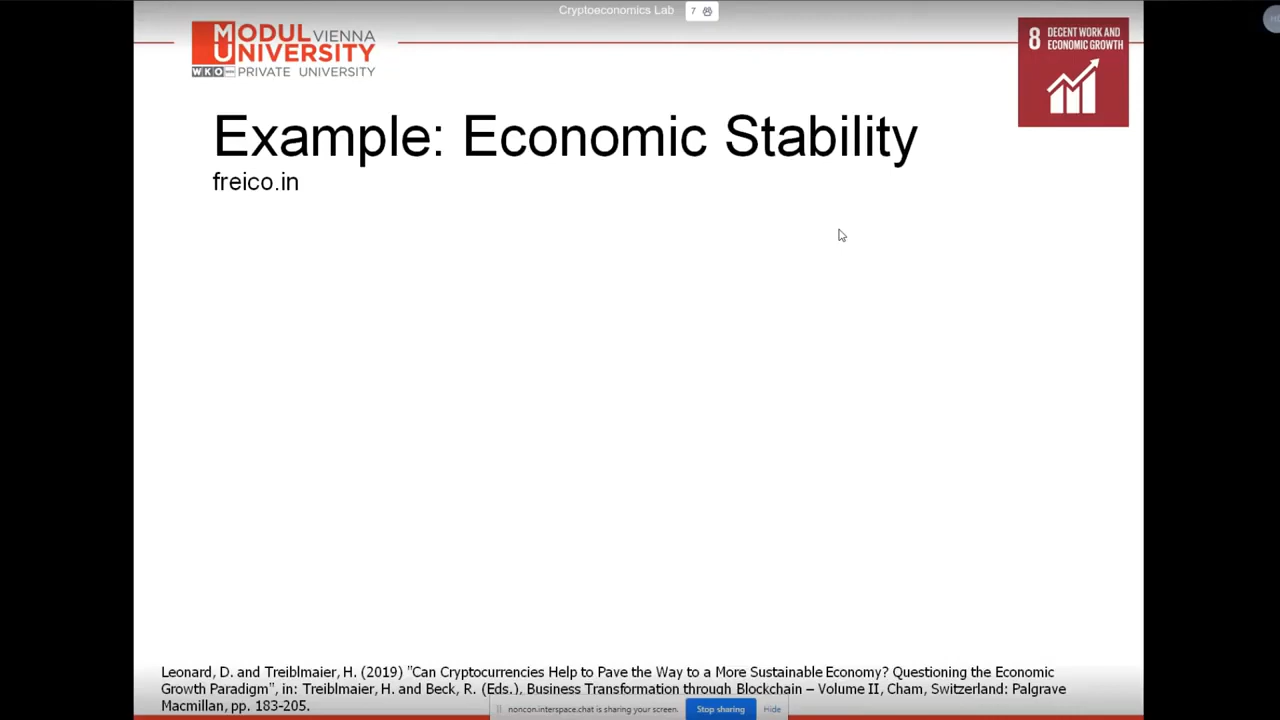 Cryptoeconomics Lab 7
MODUL VIENNA
UNIVERSITY
WKO PRIVATE UNIVERSITY
8 DECENT WORK AND
ECONOMIC GROWTH
Example: Economic Stability
freico.in
Leonard, D. and Treiblmaier, H. (2019) "Can Cryptocurrencies Help to Pave the Way to a More Sustainable Economy? Questioning the Economic
Growth Paradigm", in: Treiblmaier, H. and Beck, R. (Eds.), Business Transformation through Blockchain – Volume II, Cham, Switzerland: Palgrave
Macmillan, pp. 183-205.
noncon.interspace.chat is sharing your screen. Stop sharing Hide